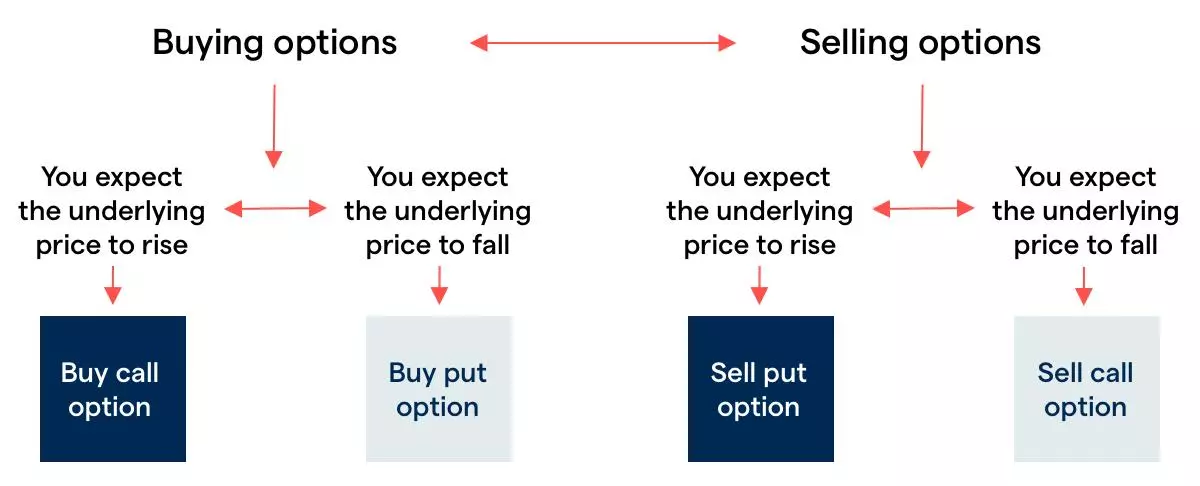 Buying options
Selling options
You expect
the underlying
price to rise
You expect
the underlying
price to fall
You expect
the underlying
price to rise
You expect
the underlying
price to fall
Buy call
option
Buy put
option
Sell put
option
Sell call
option